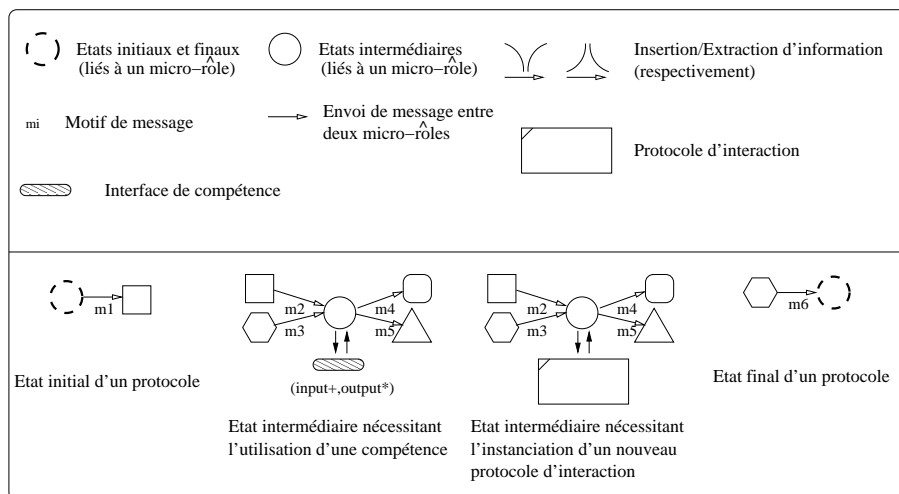 Etats initiaux et finaux
(liés à un micro−rôle)
Etats intermédiaires
(liés à un micro−rôle)
Insertion/Extraction d'information
(respectivement)
mi
Motif de message
Envoi de message entre
deux micro−rôles
Protocole d'interaction
Interface de compétence
m1
m2
m3
m4
m5
m2
m3
m4
m5
m6
(input+,output*)
Etat initial d'un protocole
Etat intermédiaire nécessitant
l'utilisation d'une compétence
Etat intermédiaire nécessitant
l'instanciation d'un nouveau
protocole d'interaction
Etat final d'un protocole